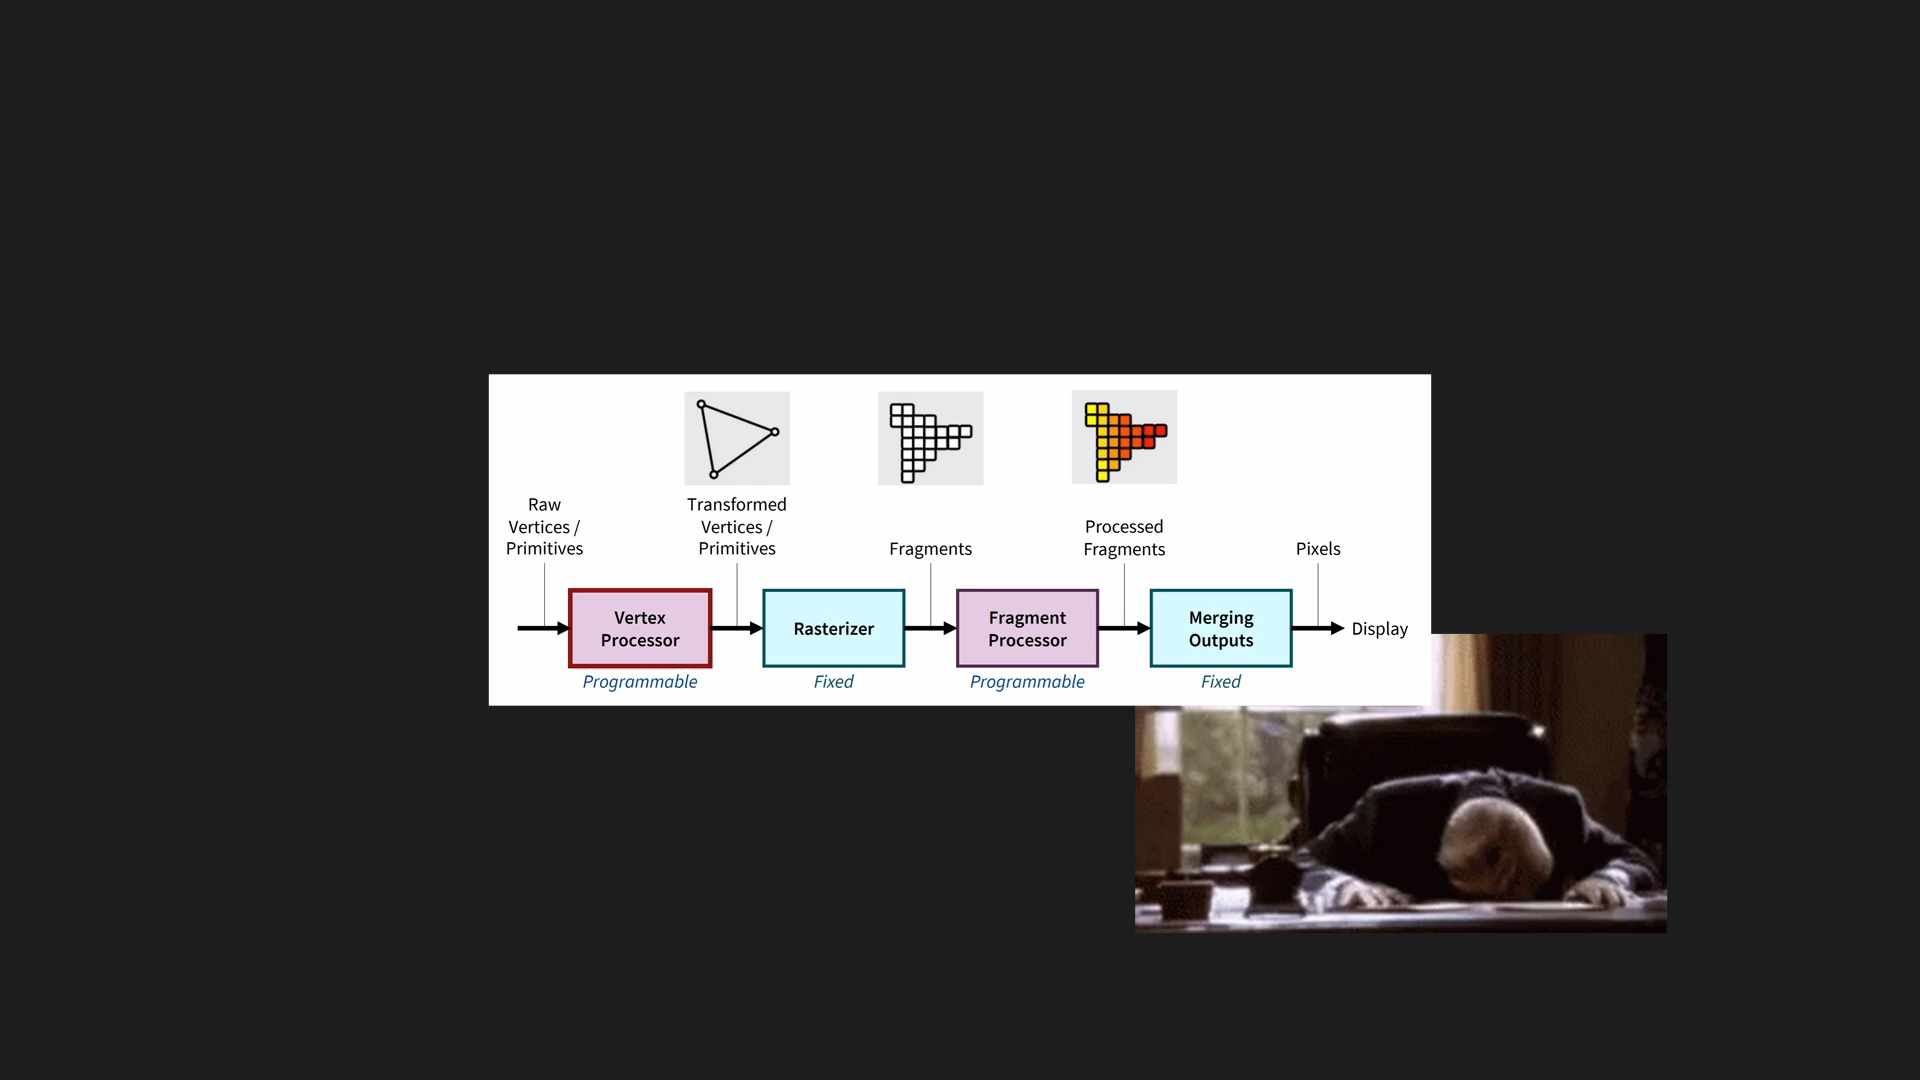 Raw
Vertices /
Primitives
Transformed
Vertices /
Primitives
Fragments
Processed
Fragments
Pixels
Vertex
Processor
Rasterizer
Fragment
Processor
Merging
Outputs
Display
Programmable
Fixed
Programmable
Fixed